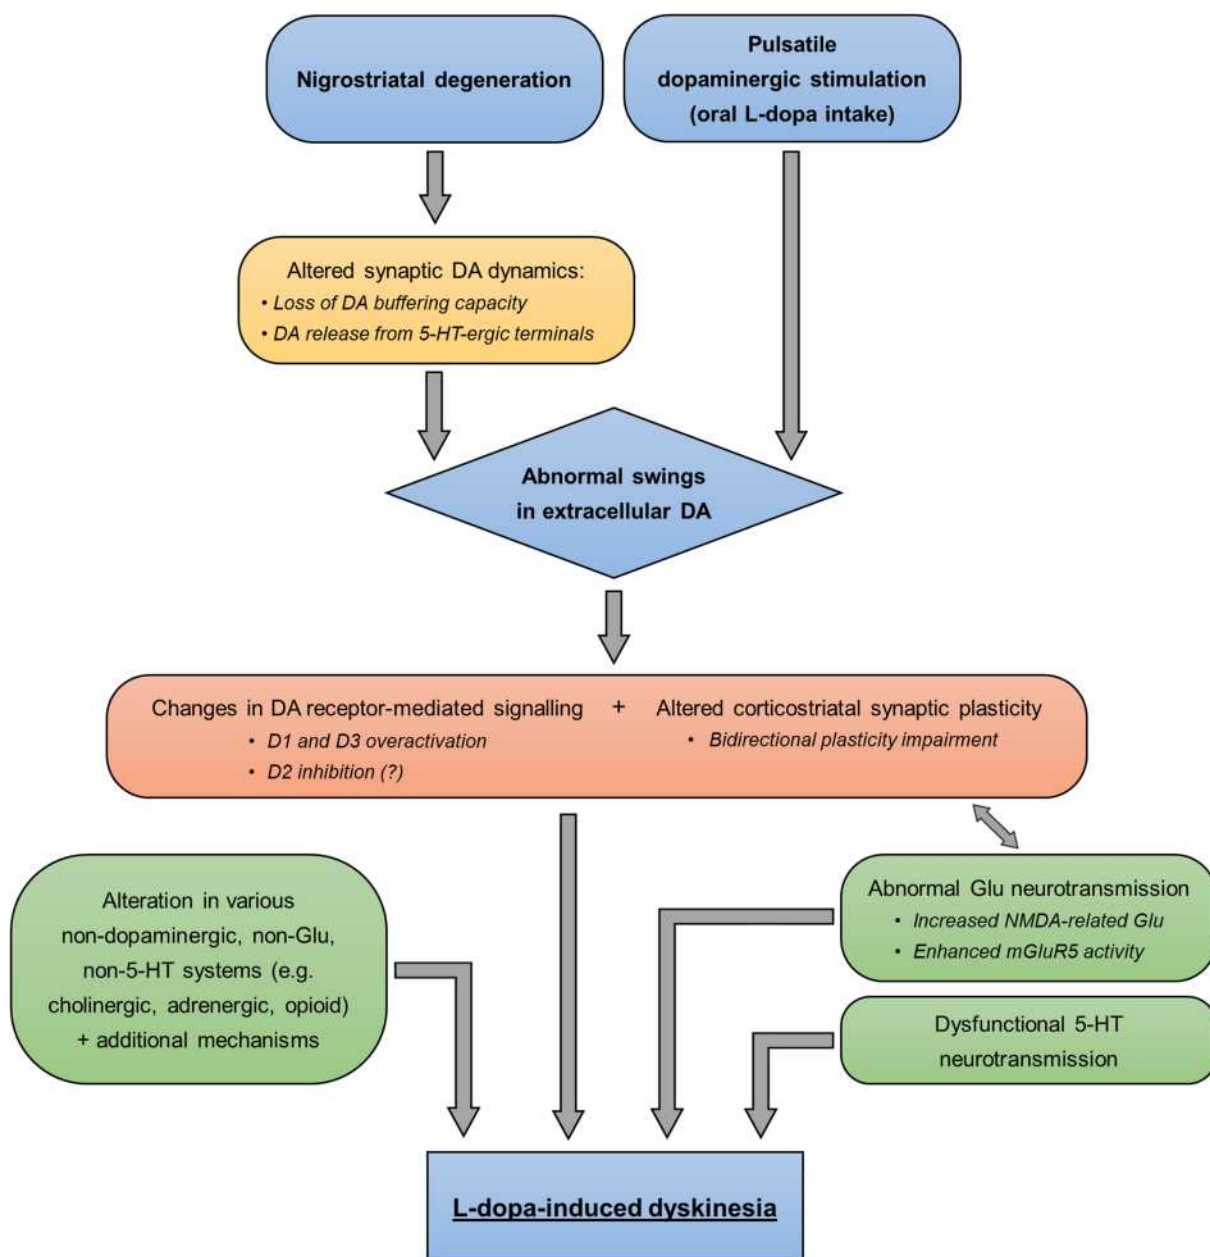 Nigrostriatal degeneration
Pulsatile
dopaminergic stimulation
(oral L-dopa intake)
Altered synaptic DA dynamics:
• Loss of DA buffering capacity
• DA release from 5-HT-ergic terminals
Abnormal swings
in extracellular DA
Changes in DA receptor-mediated signalling + Altered corticostriatal synaptic plasticity
• D1 and D3 overactivation
• D2 inhibition (?)
• Bidirectional plasticity impairment
Alteration in various
non-dopaminergic, non-Glu,
non-5-HT systems (e.g.
cholinergic, adrenergic, opioid)
+ additional mechanisms
Abnormal Glu neurotransmission
• Increased NMDA-related Glu
• Enhanced mGluR5 activity
Dysfunctional 5-HT
neurotransmission
L-dopa-induced dyskinesia